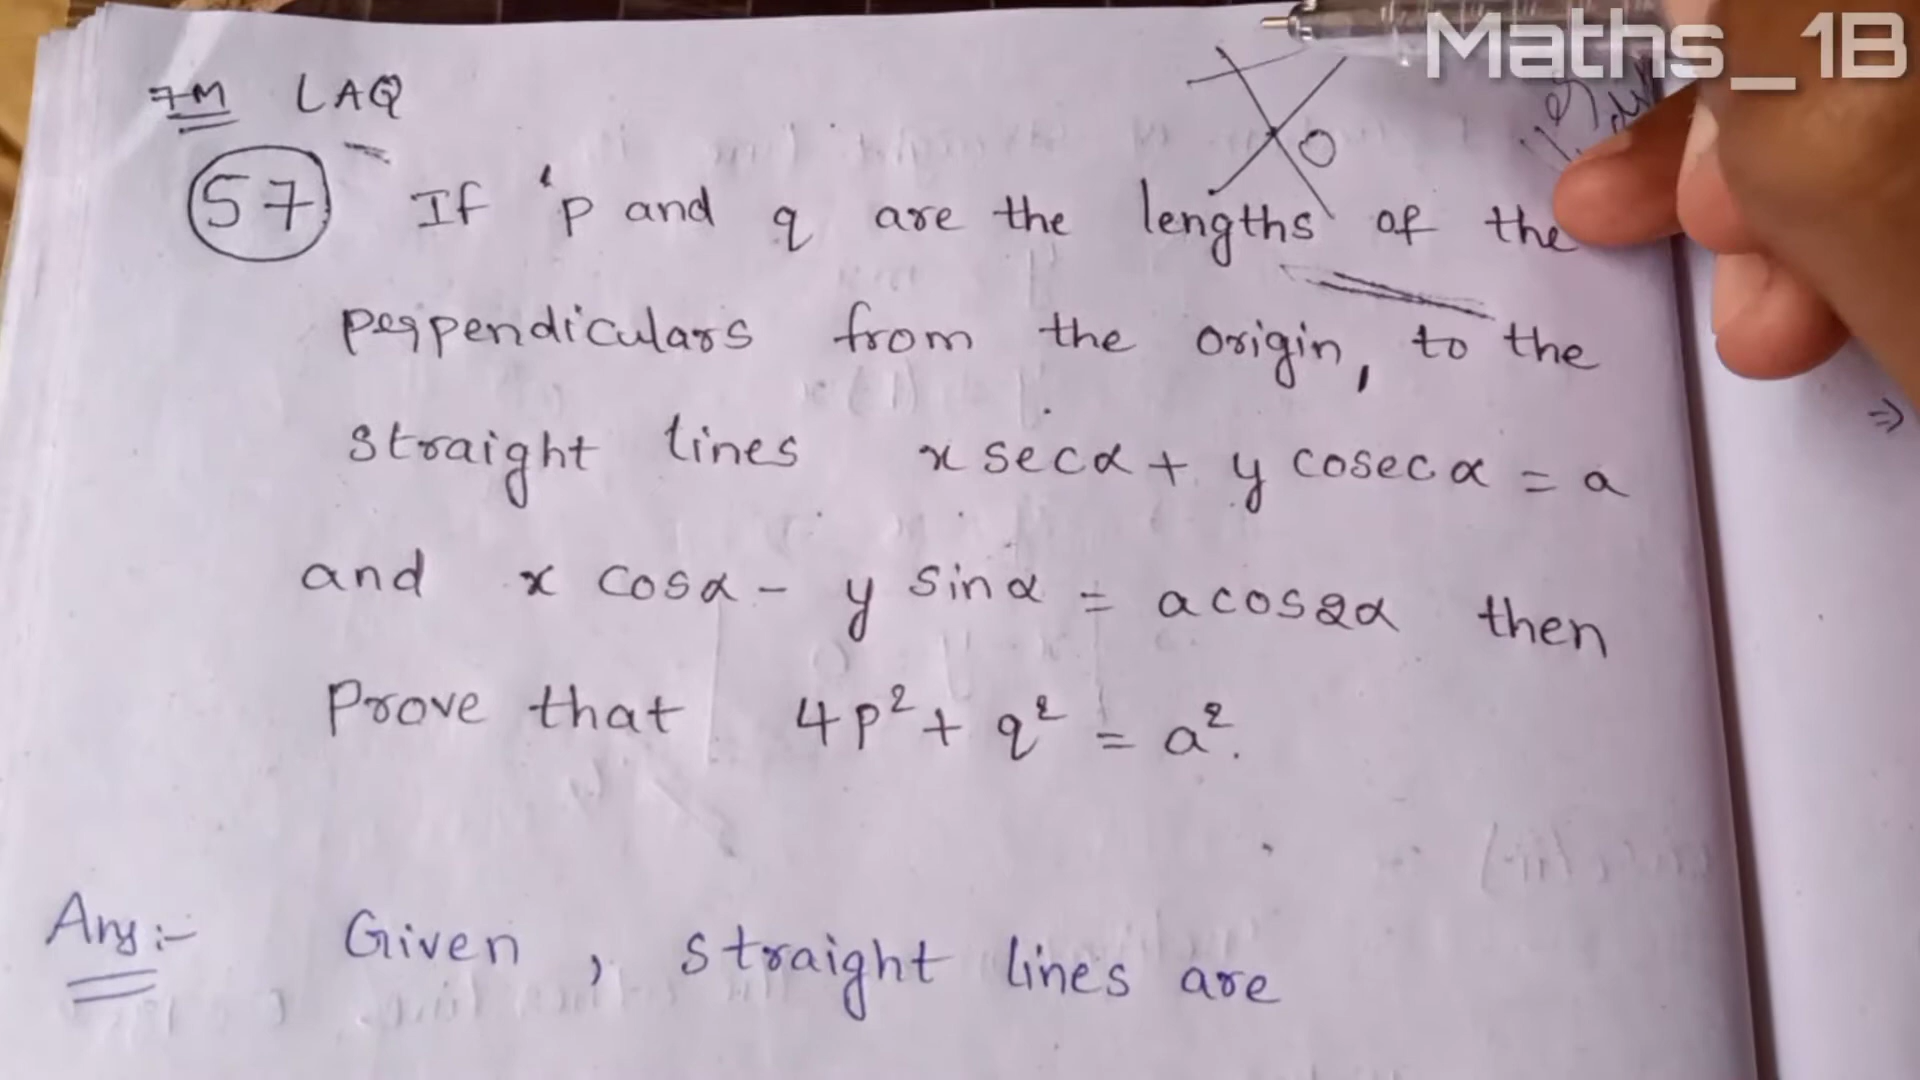 Maths_1B
7M LAQ
57 If 'p and q are the lengths of the
perpendiculars from the origin, to the
straight lines x secα + y cosecα = a
and x cosα - y sinα = a cos2α then
Prove that 4p² + q² = a².
O
Ans:- Given, straight lines are
⇒